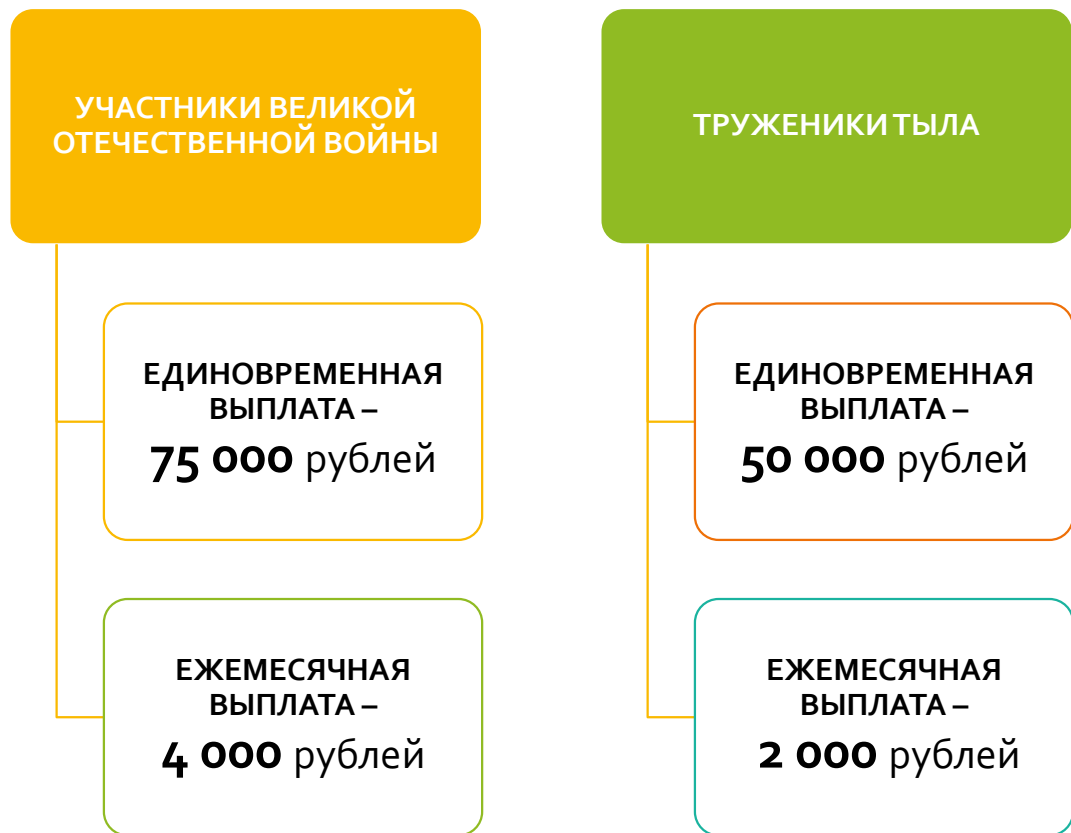 УЧАСТНИКИ ВЕЛИКОЙ
ОТЕЧЕСТВЕННОЙ ВОЙНЫ
ЕДИНОВРЕМЕННАЯ
ВЫПЛАТА –
75 000 рублей
ЕЖЕМЕСЯЧНАЯ
ВЫПЛАТА –
4 000 рублей
ТРУЖЕНИКИ ТЫЛА
ЕДИНОВРЕМЕННАЯ
ВЫПЛАТА –
50 000 рублей
ЕЖЕМЕСЯЧНАЯ
ВЫПЛАТА –
2 000 рублей